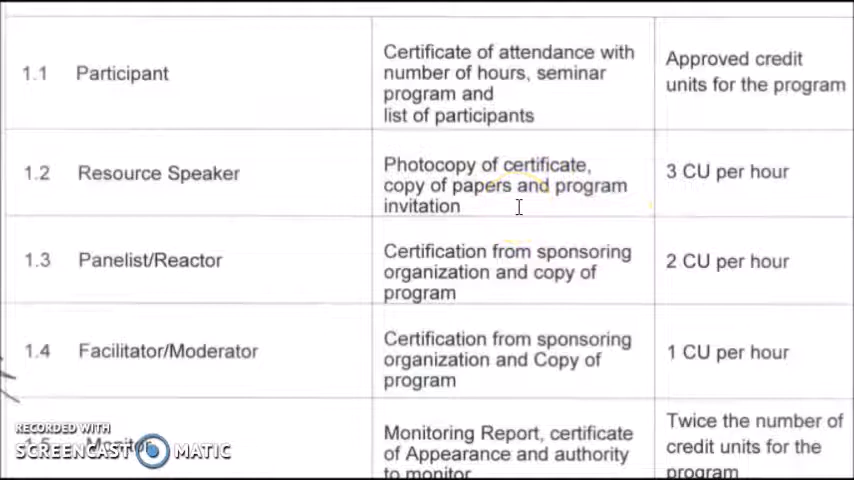 1.1 Participant
Certificate of attendance with
number of hours, seminar
program and
list of participants
Approved credit
units for the program
1.2 Resource Speaker
Photocopy of certificate,
copy of papers and program
invitation
3 CU per hour
1.3 Panelist/Reactor
Certification from sponsoring
organization and copy of
program
2 CU per hour
1.4 Facilitator/Moderator
Certification from sponsoring
organization and Copy of
program
1 CU per hour
1.5 Monitor
Monitoring Report, certificate
of Appearance and authority
to monitor
Twice the number of
credit units for the
program
RECORDED WITH
SCREENCAST MATIC